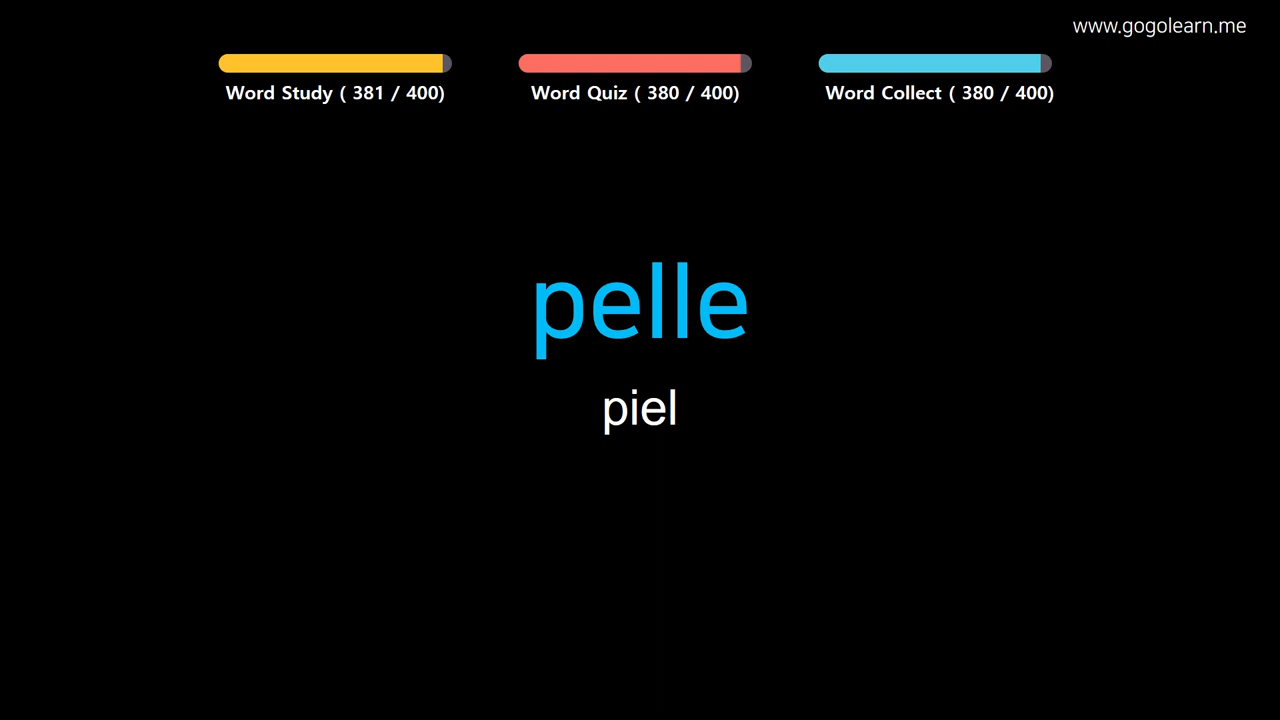 www.gogolearn.me
Word Study ( 381 / 400)
Word Quiz ( 380 / 400)
Word Collect ( 380 / 400)
pelle
piel